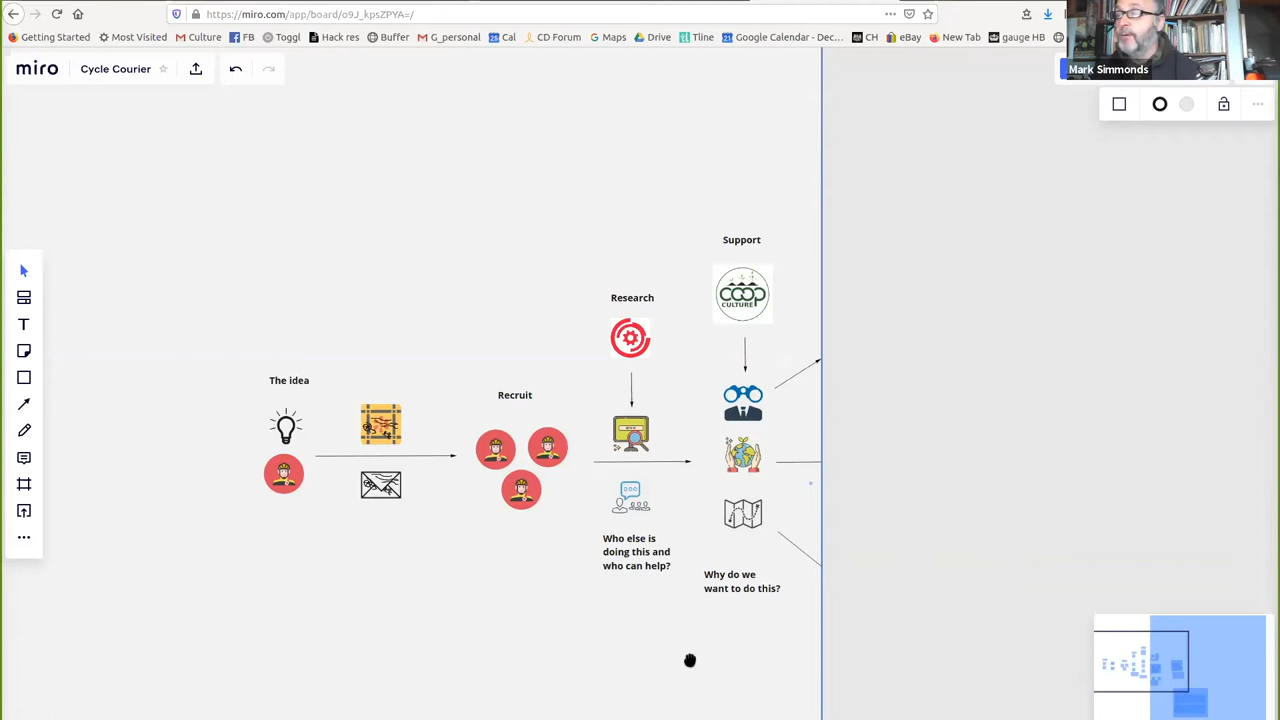 https://miro.com/app/board/o9J_kpsZPYA=/
Getting Started
Most Visited
Culture
FB
Toggl
Hack res
Buffer
G_personal
Cal
CD Forum
Maps
Drive
Tline
Google Calendar - Dec...
CH
eBay
New Tab
gauge HB
Mark Simmonds
miro
Cycle Courier
Support
COOP
CULTURE
Research
The idea
Recruit
Who else is
doing this and
who can help?
Why do we
want to do this?